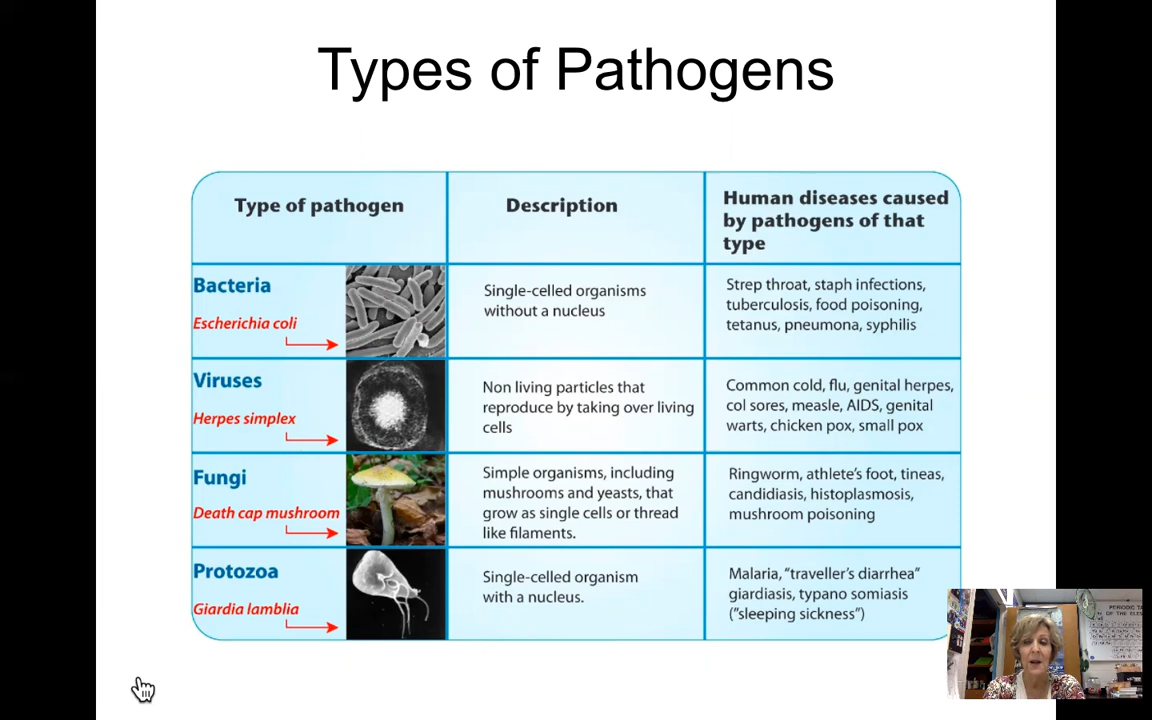 Types of Pathogens
Type of pathogen
Description
Human diseases caused
by pathogens of that
type
Bacteria
Escherichia coli
Single-celled organisms
without a nucleus
Strep throat, staph infections,
tuberculosis, food poisoning,
tetanus, pneumona, syphilis
Viruses
Herpes simplex
Non living particles that
reproduce by taking over living
cells
Common cold, flu, genital herpes,
col sores, measle, AIDS, genital
warts, chicken pox, small pox
Fungi
Death cap mushroom
Simple organisms, including
mushrooms and yeasts, that
grow as single cells or thread
like filaments.
Ringworm, athlete's foot, tineas,
candidiasis, histoplasmosis,
mushroom poisoning
Protozoa
Giardia lamblia
Single-celled organism
with a nucleus.
Malaria, "traveller's diarrhea"
giardiasis, typano somiasis
("sleeping sickness")
PERIODIC TA
OF THE ELE